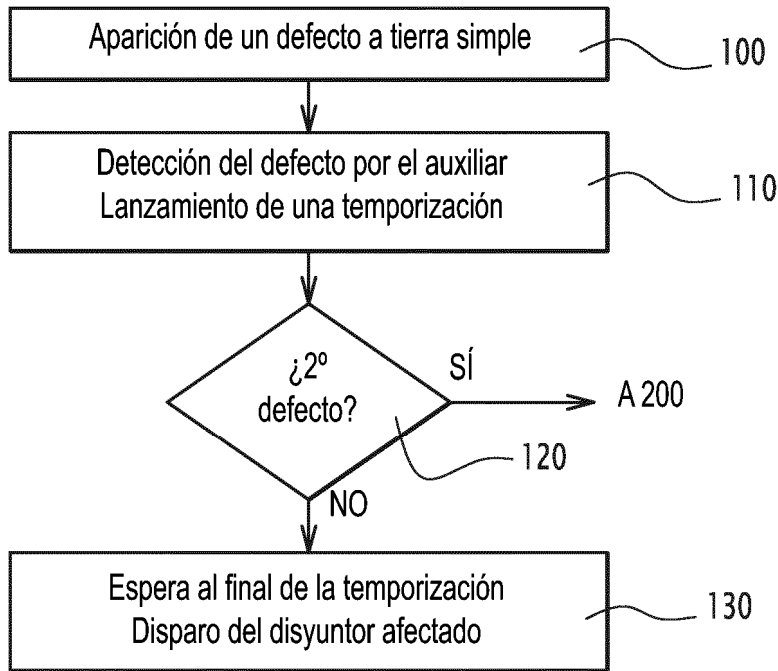 Aparición de un defecto a tierra simple
100
Detección del defecto por el auxiliar
Lanzamiento de una temporización
110
¿2º
defecto?
SÍ
A 200
120
NO
Espera al final de la temporización
Disparo del disyuntor afectado
130